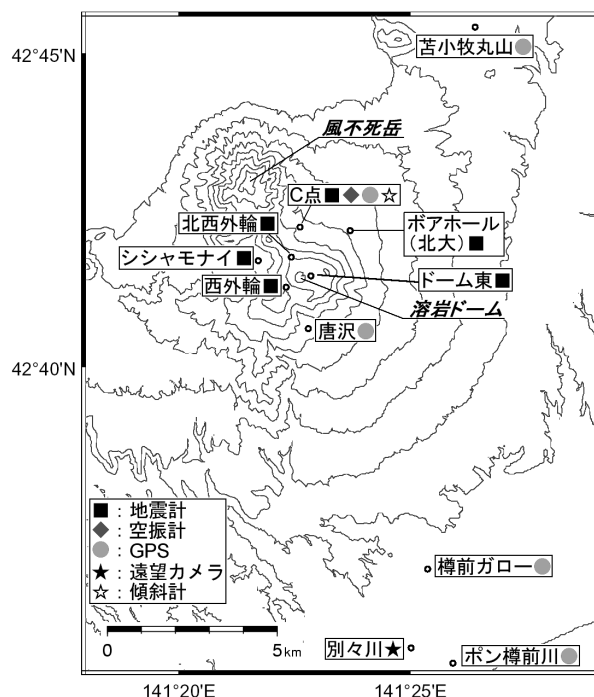 42°45'N
苫小牧丸山
風不死岳
C点
北西外輪
ボアホール
(北大)
シシャモナイ
ドーム東
西外輪
溶岩ドーム
唐沢
42°40'N
：地震計
：空振計
：GPS
：遠望カメラ
：傾斜計
樽前ガロー
0 5km
別々川
ポン樽前川
141°20'E 141°25'E